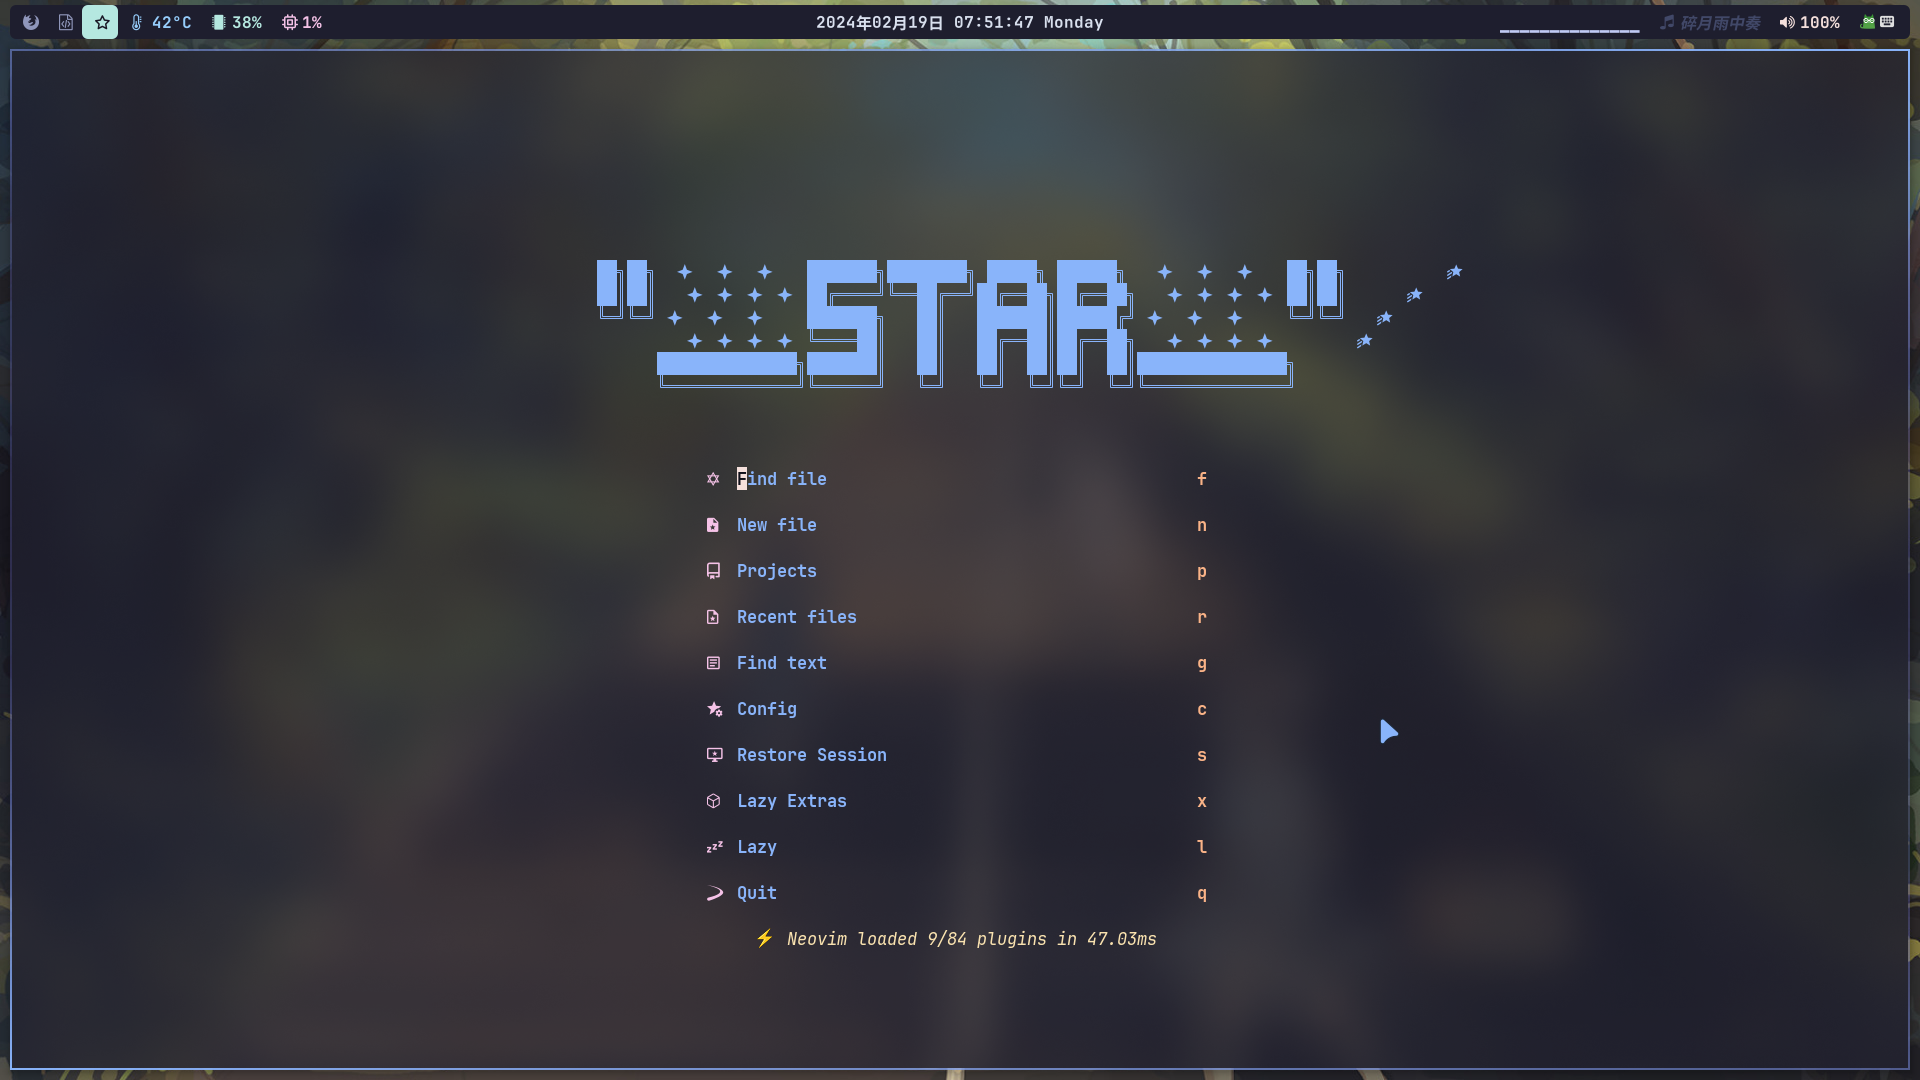 42°C 38% 1% 2024年02月19日 07:51:47 Monday 碎月雨中奏 100%
"STAR"
Find file f
New file n
Projects p
Recent files r
Find text g
Config c
Restore Session s
Lazy Extras x
Lazy l
Quit q
⚡ Neovim loaded 9/84 plugins in 47.03ms